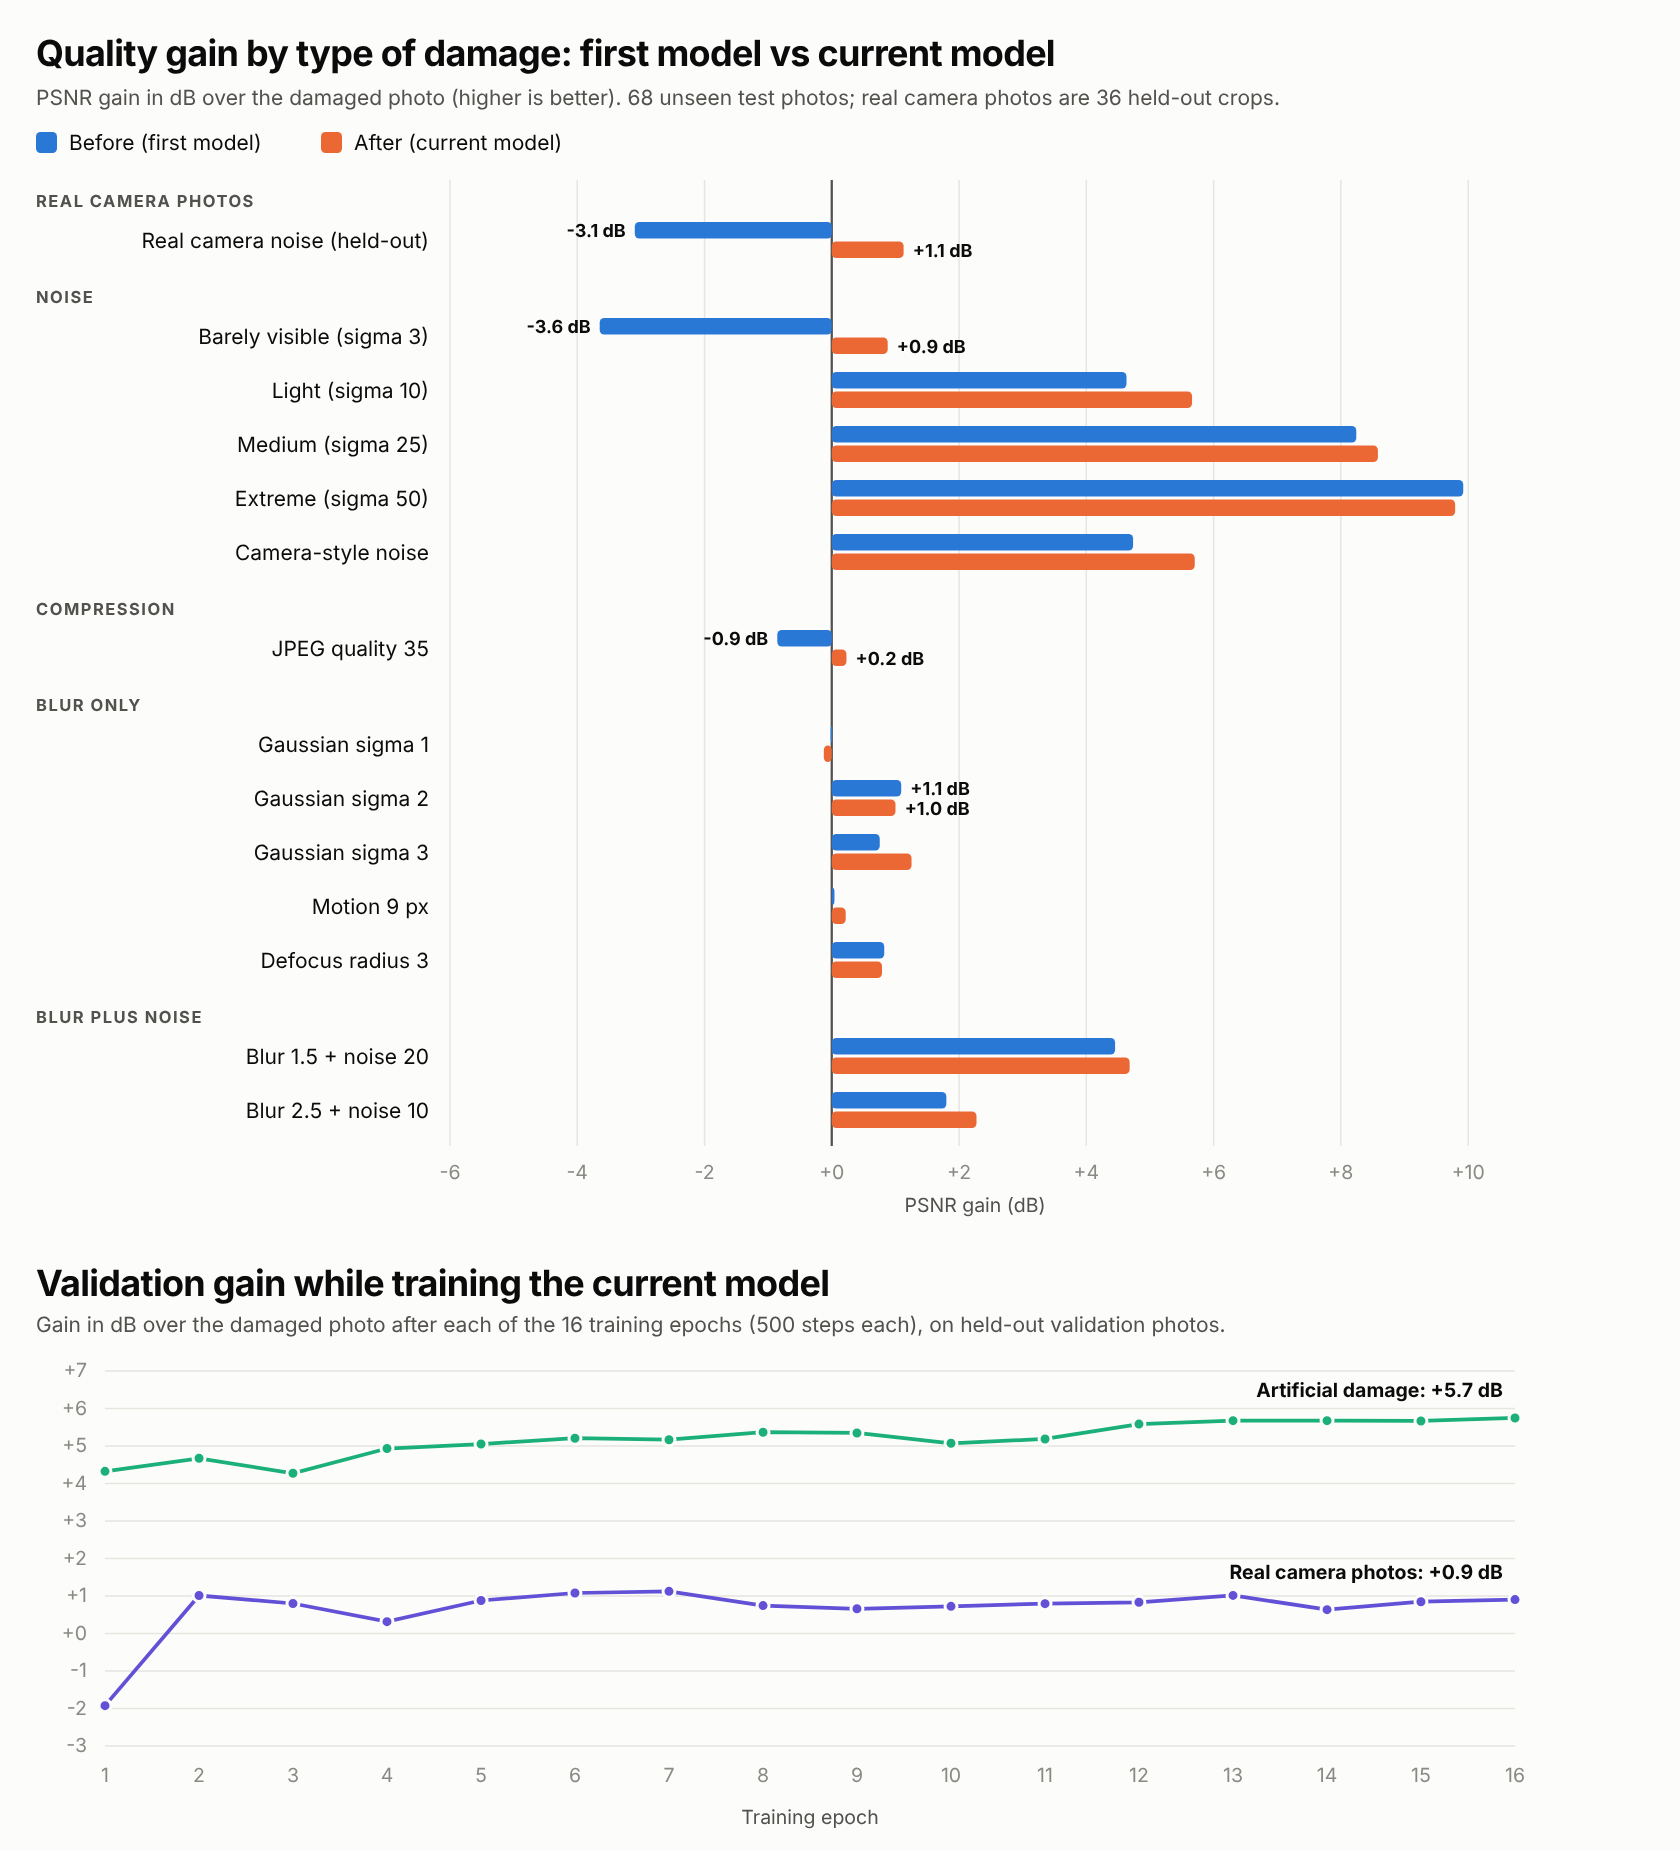 Quality gain by type of damage: first model vs current model
PSNR gain in dB over the damaged photo (higher is better). 68 unseen test photos; real camera photos are 36 held-out crops.
Before (first model)
After (current model)
REAL CAMERA PHOTOS
Real camera noise (held-out)
-3.1 dB
+1.1 dB
NOISE
Barely visible (sigma 3)
-3.6 dB
+0.9 dB
Light (sigma 10)
Medium (sigma 25)
Extreme (sigma 50)
Camera-style noise
COMPRESSION
JPEG quality 35
-0.9 dB
+0.2 dB
BLUR ONLY
Gaussian sigma 1
Gaussian sigma 2
+1.1 dB
+1.0 dB
Gaussian sigma 3
Motion 9 px
Defocus radius 3
BLUR PLUS NOISE
Blur 1.5 + noise 20
Blur 2.5 + noise 10
-6 -4 -2 +0 +2 +4 +6 +8 +10
PSNR gain (dB)
Validation gain while training the current model
Gain in dB over the damaged photo after each of the 16 training epochs (500 steps each), on held-out validation photos.
+7
Artificial damage: +5.7 dB
+6
+5
+4
+3
+2
Real camera photos: +0.9 dB
+1
+0
-1
-2
-3
1 2 3 4 5 6 7 8 9 10 11 12 13 14 15 16
Training epoch